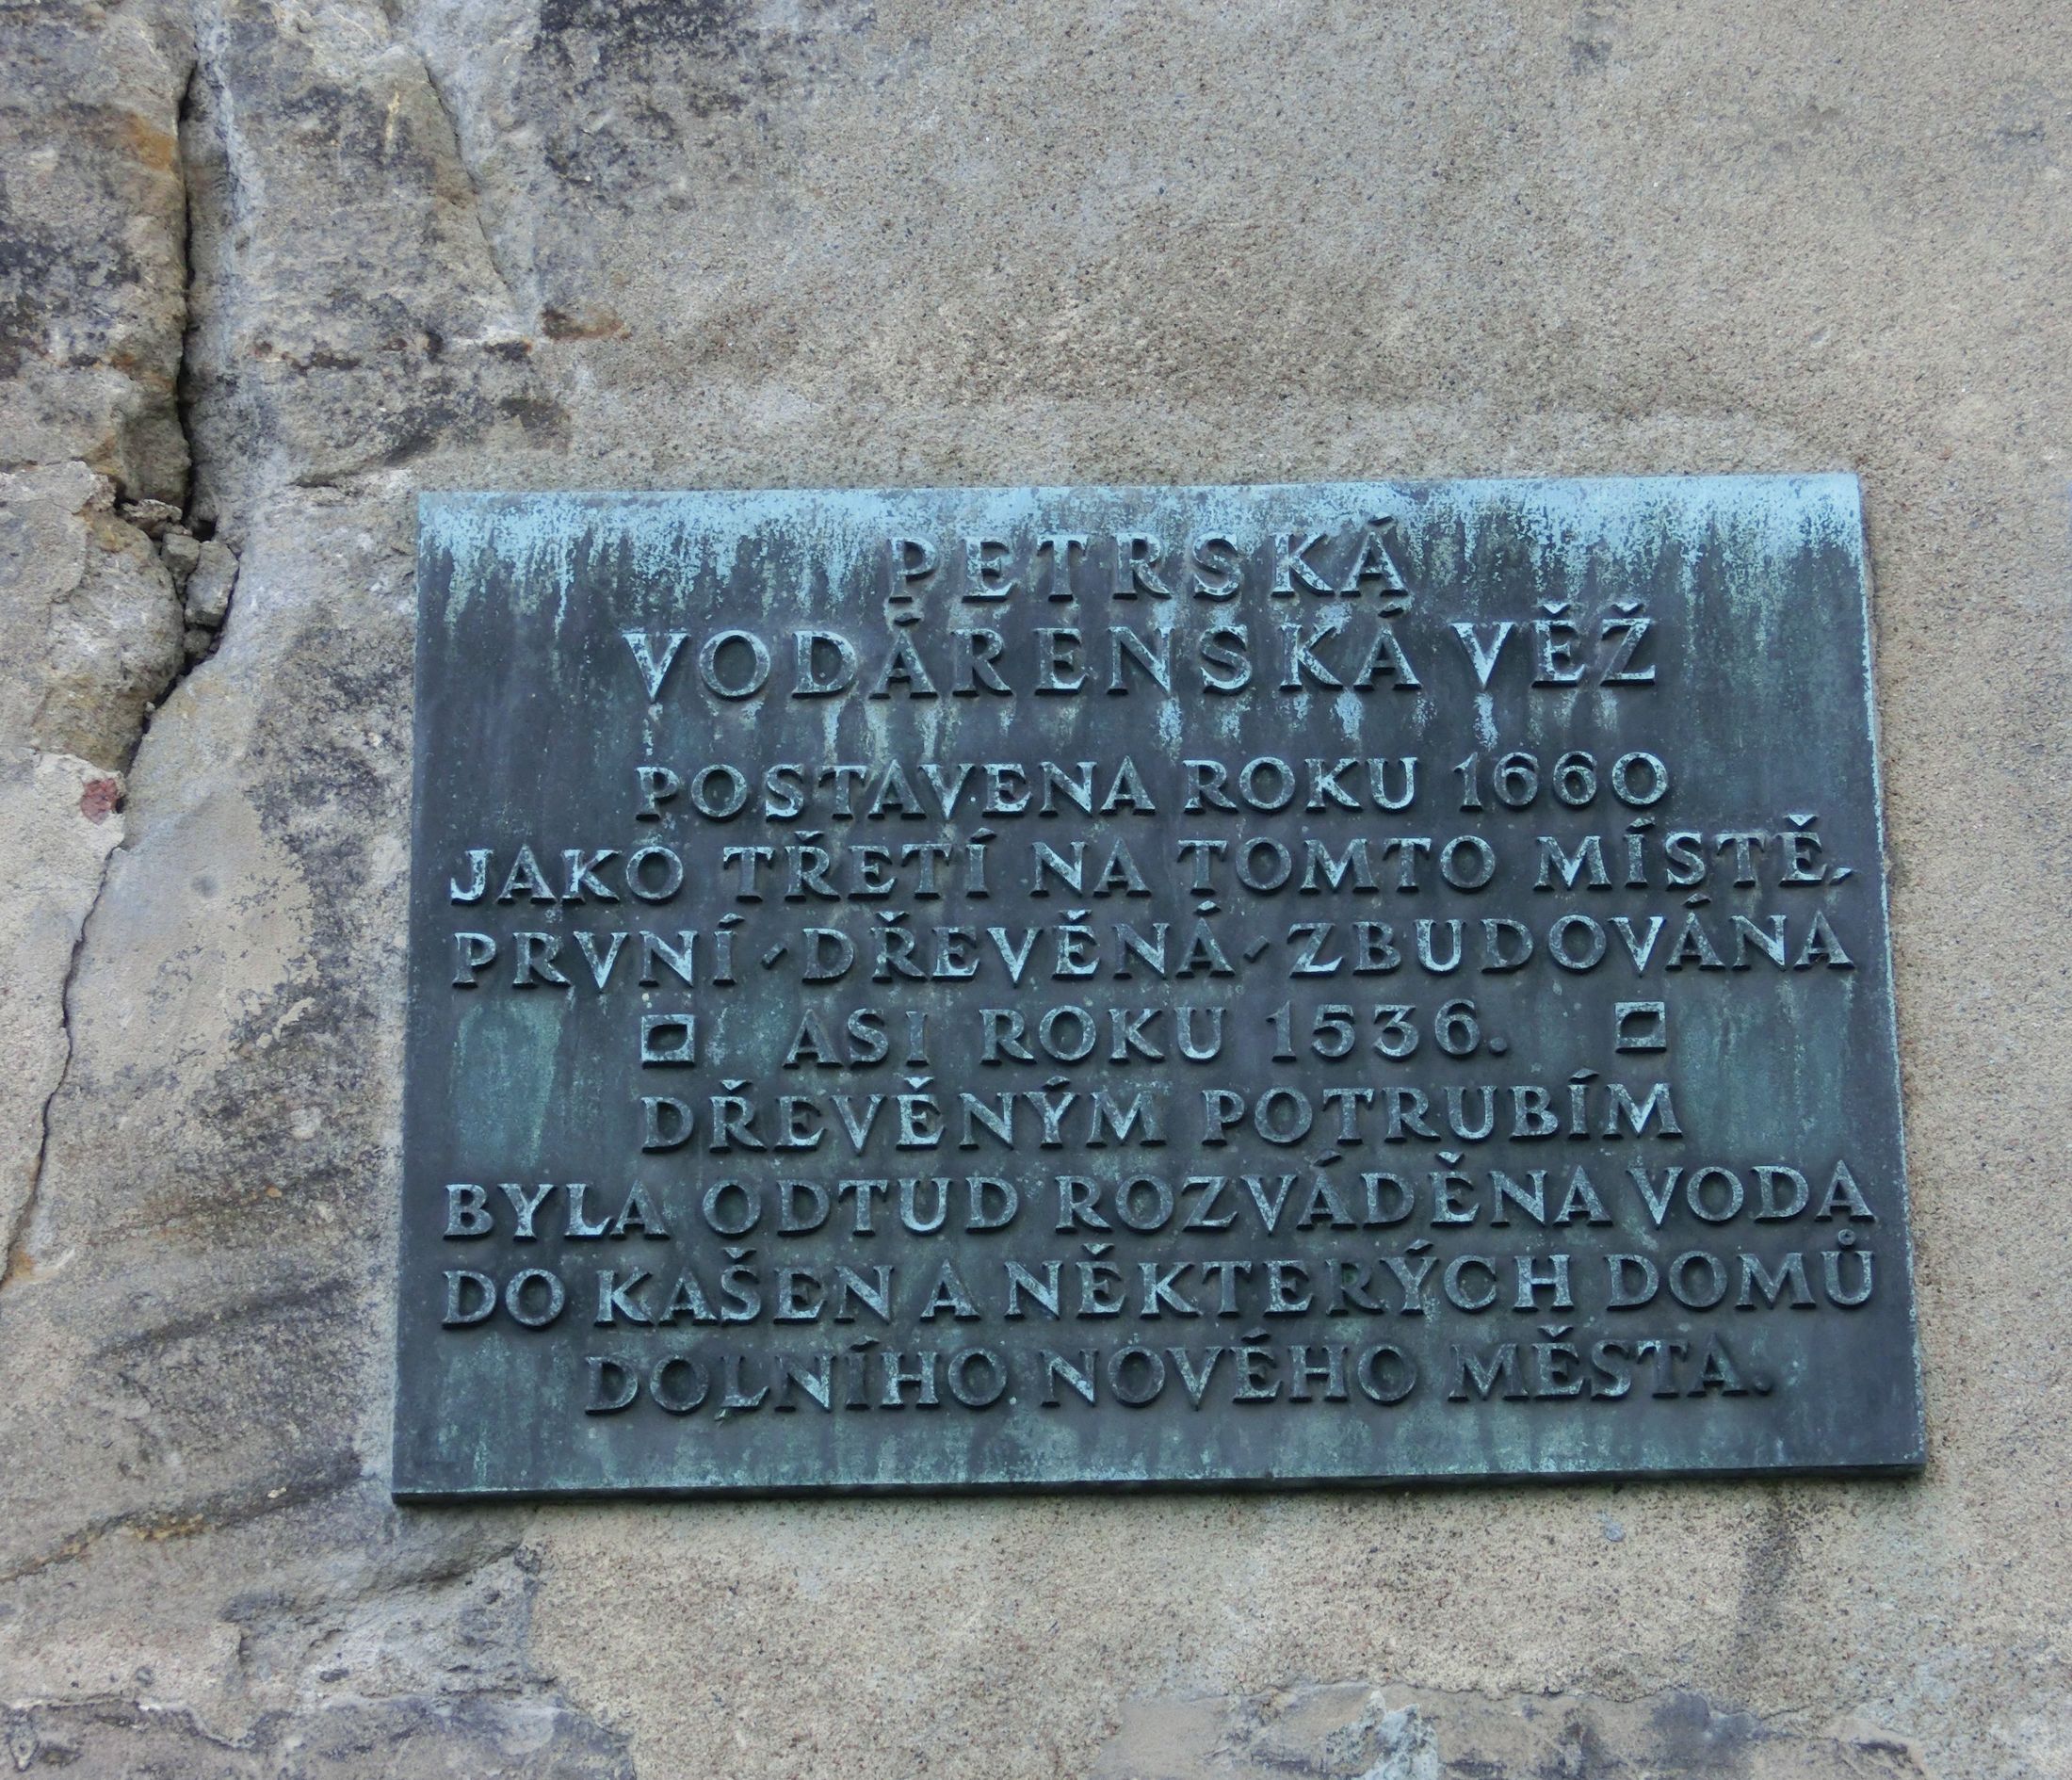 PETRSKÁ
VODÁRENSKÁ VĚŽ
POSTAVENA ROKU 1660
JAKO TŘETÍ NA TOMTO MÍSTĚ,
PRVNÍ - DŘEVĚNÁ - ZBUDOVÁNA
ASI ROKU 1536.
DŘEVĚNÝM POTRUBÍM
BYLA ODTUD ROZVÁDĚNA VODA
DO KAŠEN A NĚKTERÝCH DOMŮ
DOLNÍHO NOVÉHO MĚSTA.